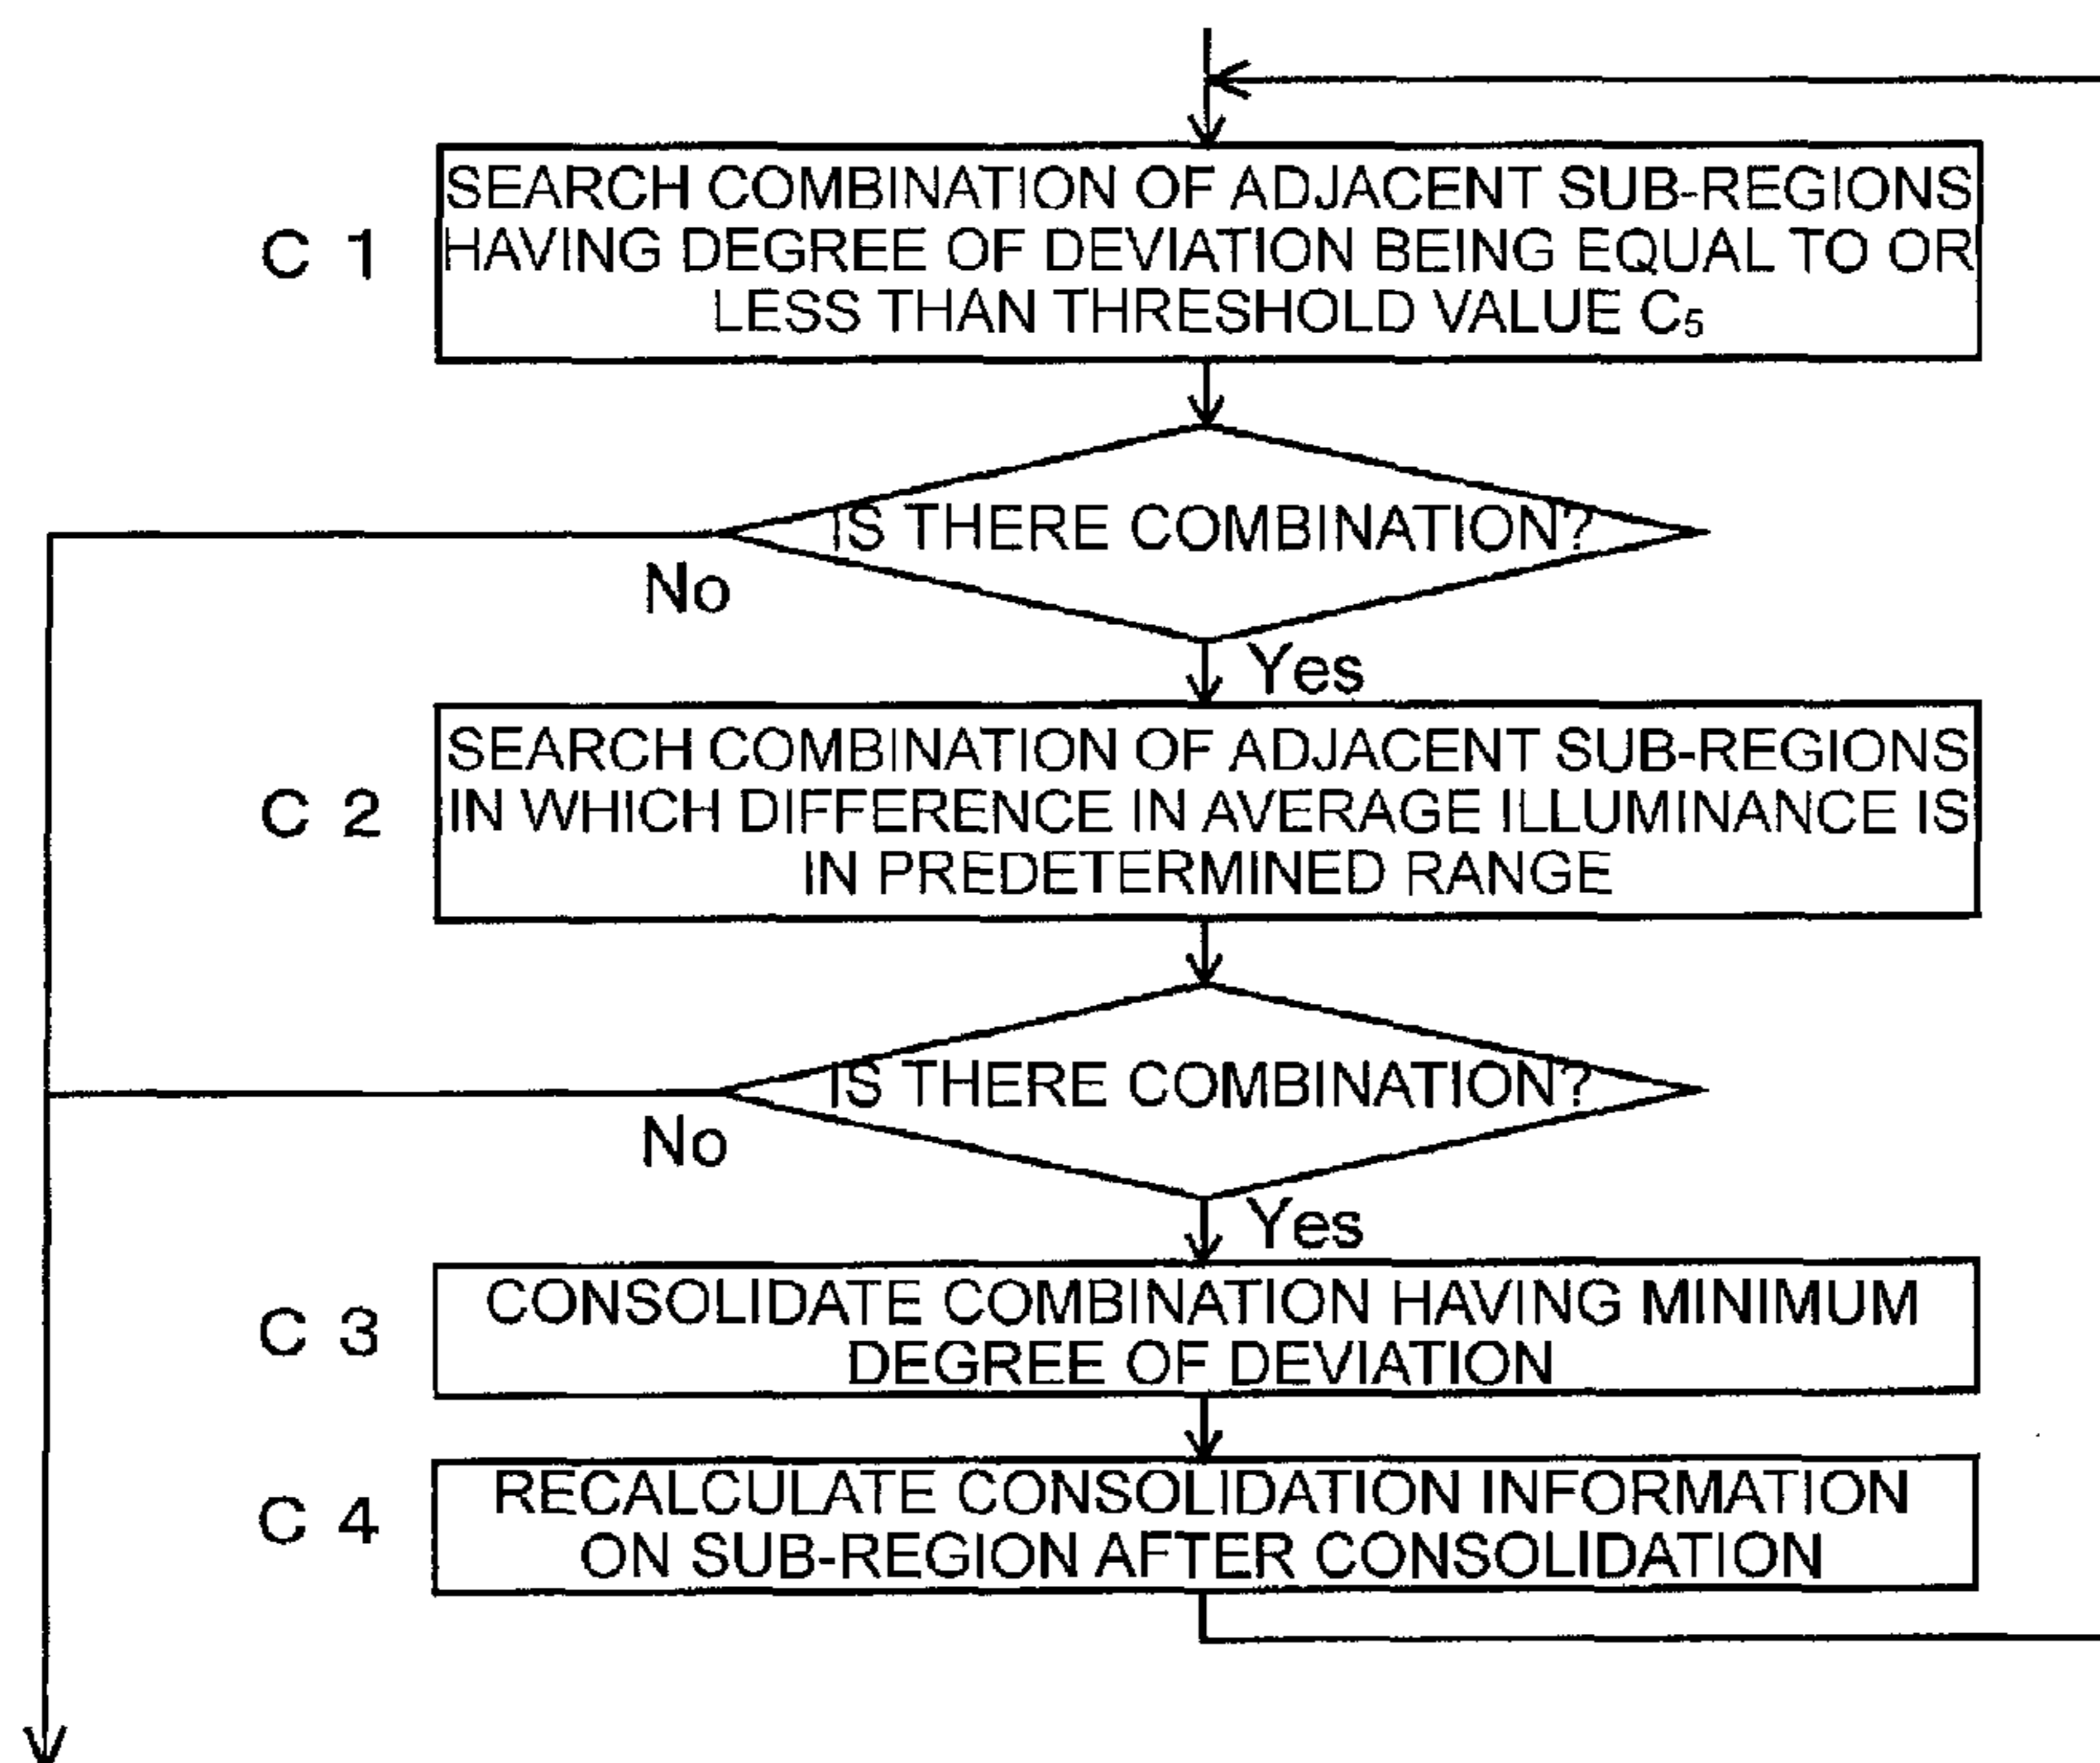 C 1
SEARCH COMBINATION OF ADJACENT SUB-REGIONS
HAVING DEGREE OF DEVIATION BEING EQUAL TO OR
LESS THAN THRESHOLD VALUE C₅
IS THERE COMBINATION?
No
Yes
C 2
SEARCH COMBINATION OF ADJACENT SUB-REGIONS
IN WHICH DIFFERENCE IN AVERAGE ILLUMINANCE IS
IN PREDETERMINED RANGE
IS THERE COMBINATION?
No
Yes
C 3
CONSOLIDATE COMBINATION HAVING MINIMUM
DEGREE OF DEVIATION
C 4
RECALCULATE CONSOLIDATION INFORMATION
ON SUB-REGION AFTER CONSOLIDATION